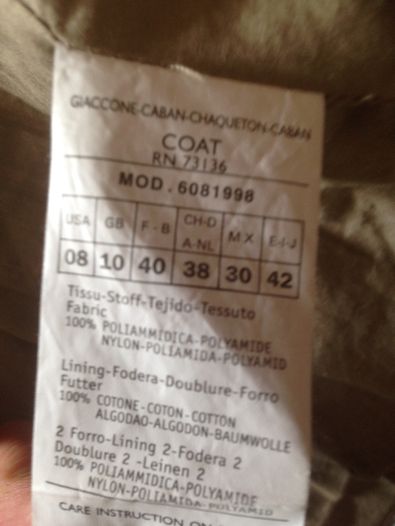 GIACCONE-CABAN-CHAQUETON-CABAN
COAT
RN 73136
MOD.6081998
USA GB F-B CH-D A-NL MX E-I-J
08 10 40 38 30 42
Tissu-Stoff-Tejido-Tessuto
Fabric
100% POLIAMMIDICA-POLYAMIDE
NYLON-POLIAMIDA-POLYAMID
Lining-Fodera-Doublure-Forro
Futter
100% COTONE-COTON-COTTON
ALGODAO-ALGODON-BAUMWOLLE
2 Forro-Lining 2-Fodera 2
Doublure 2 -Leinen 2
100% POLIAMMIDICA-POLYAMIDE
NYLON-POLIAMIDA-POLYAMID
CARE INSTRUCTION ON